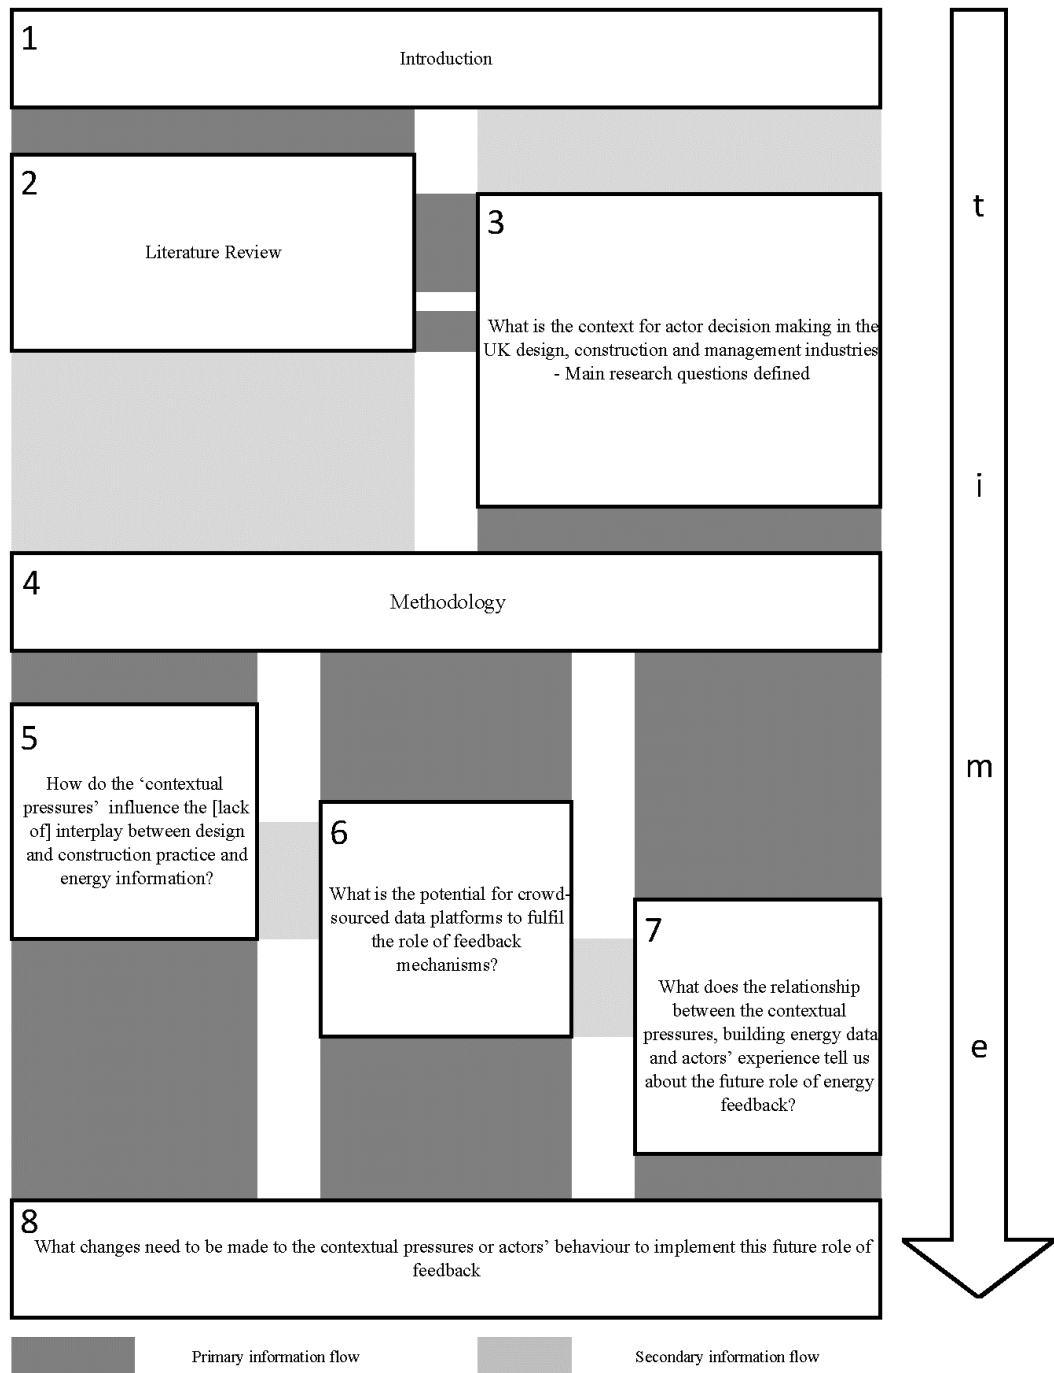 1
Introduction
2
Literature Review
3
What is the context for actor decision making in the
UK design, construction and management industries
- Main research questions defined
4
Methodology
5
How do the ‘contextual
pressures’ influence the [lack
of] interplay between design
and construction practice and
energy information?
6
What is the potential for crowd-
sourced data platforms to fulfil
the role of feedback
mechanisms?
7
What does the relationship
between the contextual
pressures, building energy data
and actors’ experience tell us
about the future role of energy
feedback?
8
What changes need to be made to the contextual pressures or actors’ behaviour to implement this future role of
feedback
Primary information flow
Secondary information flow
t
i
m
e